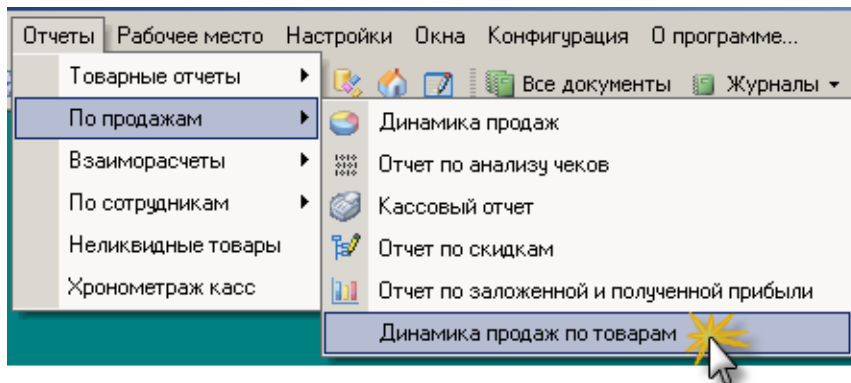 Отчеты Рабочее место Настройки Окна Конфигурация О программе...
Товарные отчеты Все документы Журналы
По продажам Динамика продаж
Взаиморасчеты Отчет по анализу чеков
По сотрудникам Кассовый отчет
Неликвидные товары Отчет по скидкам
Хронометраж касс Отчет по заложенной и полученной прибыли
Динамика продаж по товарам